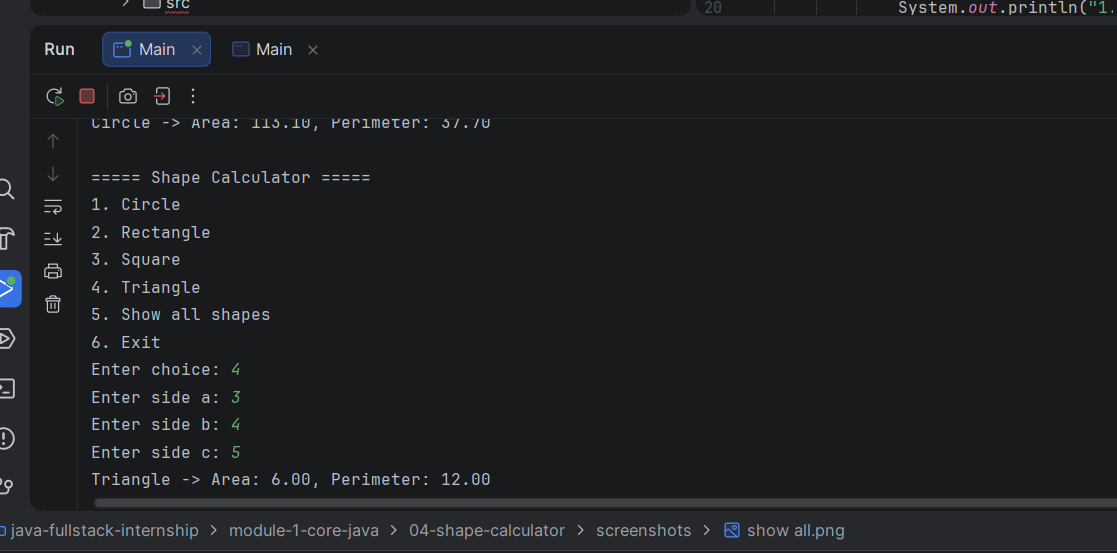 src
20 System.out.println("1.
Run Main Main
Circle -> Area: 113.10, Perimeter: 37.70
===== Shape Calculator =====
1. Circle
2. Rectangle
3. Square
4. Triangle
5. Show all shapes
6. Exit
Enter choice: 4
Enter side a: 3
Enter side b: 4
Enter side c: 5
Triangle -> Area: 6.00, Perimeter: 12.00
java-fullstack-internship > module-1-core-java > 04-shape-calculator > screenshots > show all.png